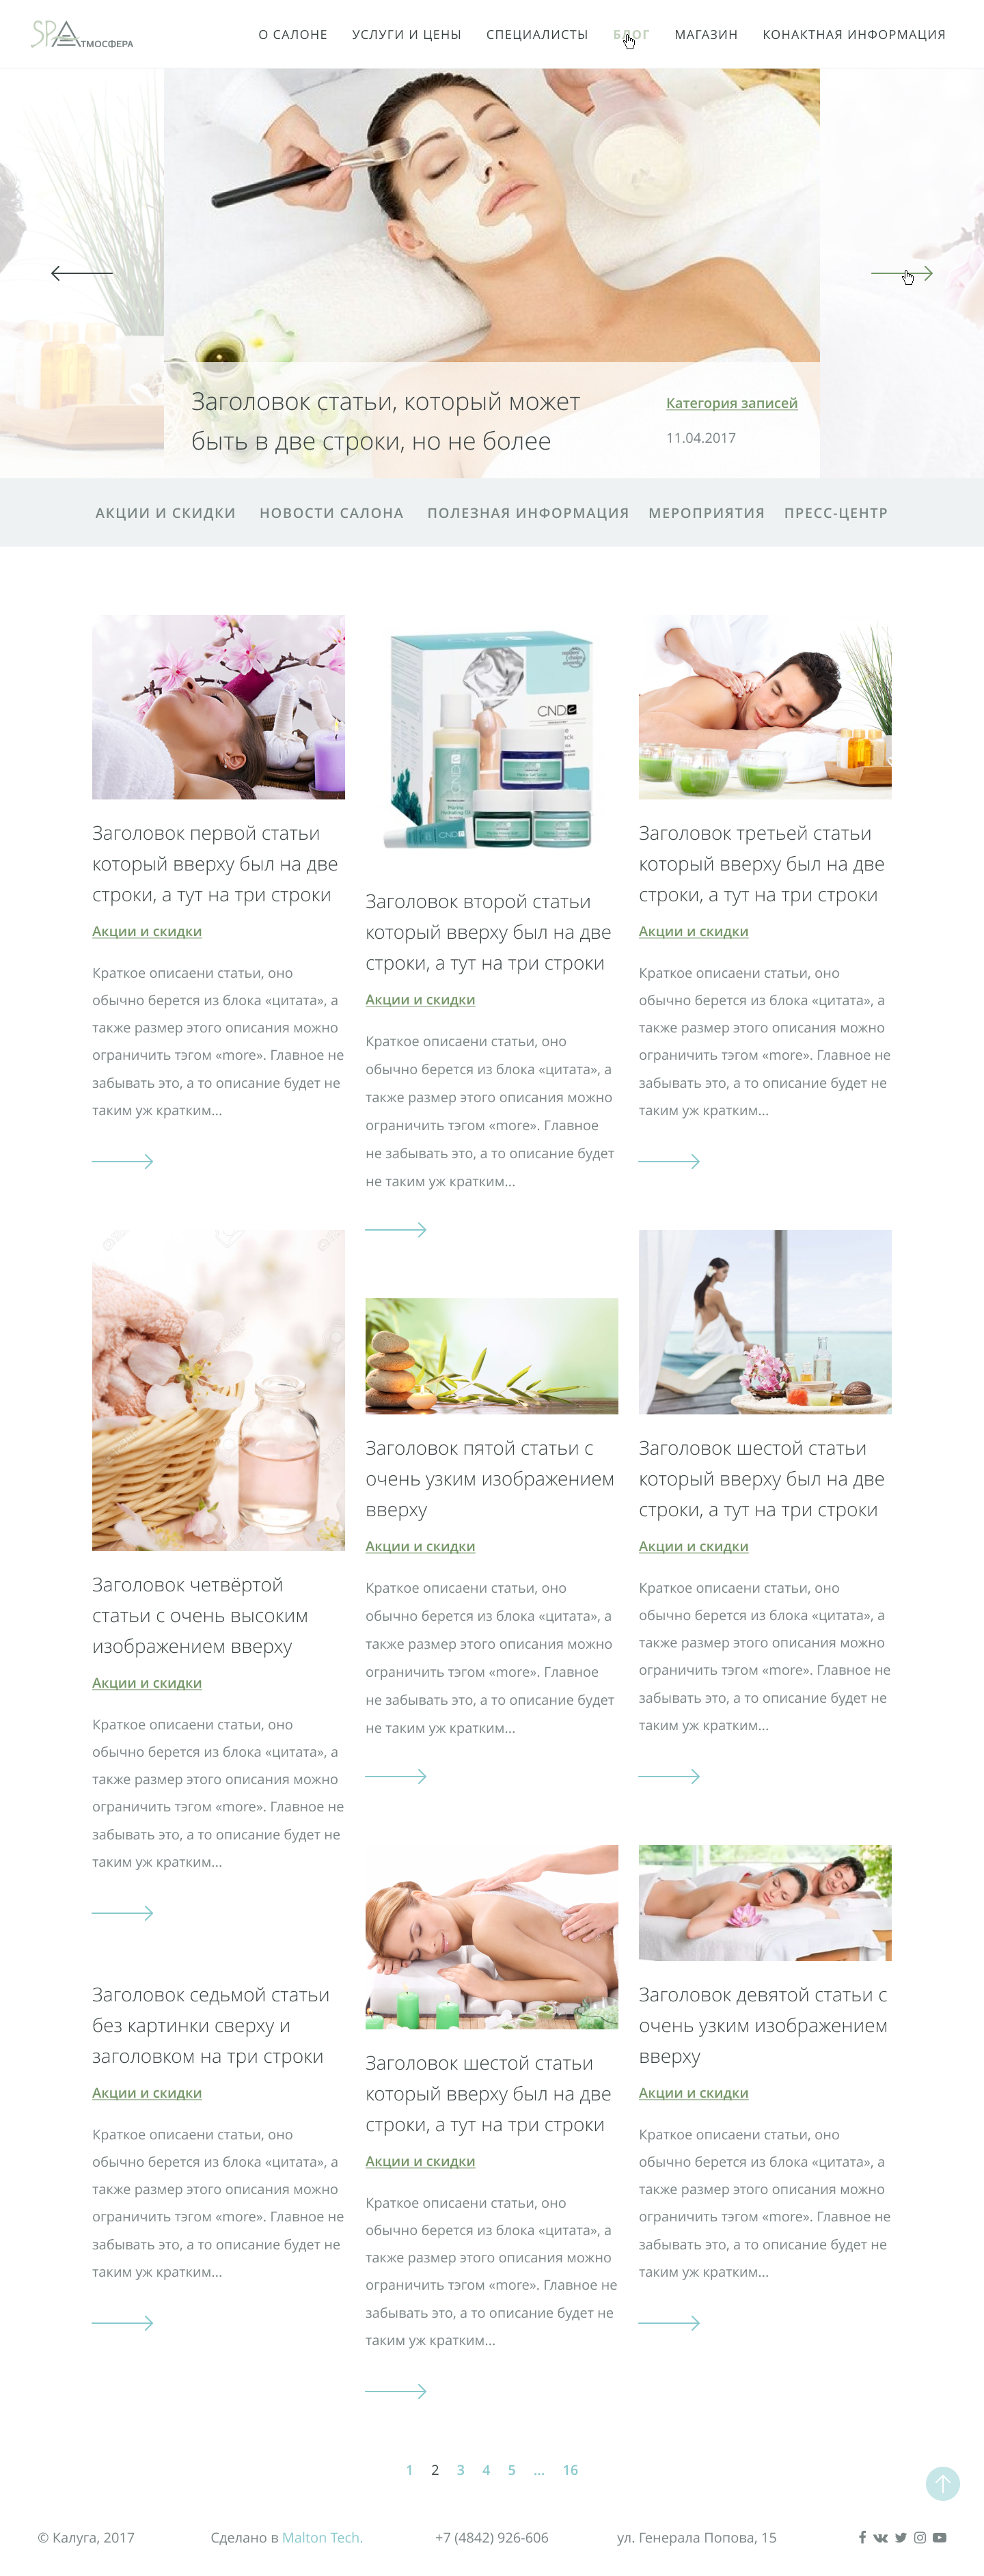 SPA Атмосфера
О САЛОНЕ УСЛУГИ И ЦЕНЫ СПЕЦИАЛИСТЫ БЛОГ МАГАЗИН КОНАКТНАЯ ИНФОРМАЦИЯ
Заголовок статьи, который может
быть в две строки, но не более
Категория записей
11.04.2017
АКЦИИ И СКИДКИ НОВОСТИ САЛОНА ПОЛЕЗНАЯ ИНФОРМАЦИЯ МЕРОПРИЯТИЯ ПРЕСС-ЦЕНТР
Заголовок первой статьи
который вверху был на две
строки, а тут на три строки
Акции и скидки
Краткое описаени статьи, оно
обычно берется из блока «цитата», а
также размер этого описания можно
ограничить тэгом «more». Главное не
забывать это, а то описание будет не
таким уж кратким...
CND
CND
Заголовок второй статьи
который вверху был на две
строки, а тут на три строки
Акции и скидки
Краткое описаени статьи, оно
обычно берется из блока «цитата», а
также размер этого описания можно
ограничить тэгом «more». Главное
не забывать это, а то описание будет
не таким уж кратким...
Заголовок третьей статьи
который вверху был на две
строки, а тут на три строки
Акции и скидки
Краткое описаени статьи, оно
обычно берется из блока «цитата», а
также размер этого описания можно
ограничить тэгом «more». Главное не
забывать это, а то описание будет не
таким уж кратким...
Заголовок четвёртой
статьи с очень высоким
изображением вверху
Акции и скидки
Краткое описаени статьи, оно
обычно берется из блока «цитата», а
также размер этого описания можно
ограничить тэгом «more». Главное не
забывать это, а то описание будет не
таким уж кратким...
Заголовок пятой статьи с
очень узким изображением
вверху
Акции и скидки
Краткое описаени статьи, оно
обычно берется из блока «цитата», а
также размер этого описания можно
ограничить тэгом «more». Главное
не забывать это, а то описание будет
не таким уж кратким...
Заголовок шестой статьи
который вверху был на две
строки, а тут на три строки
Акции и скидки
Краткое описаени статьи, оно
обычно берется из блока «цитата», а
также размер этого описания можно
ограничить тэгом «more». Главное не
забывать это, а то описание будет не
таким уж кратким...
Заголовок седьмой статьи
без картинки сверху и
заголовком на три строки
Акции и скидки
Краткое описаени статьи, оно
обычно берется из блока «цитата», а
также размер этого описания можно
ограничить тэгом «more». Главное не
забывать это, а то описание будет не
таким уж кратким...
Заголовок шестой статьи
который вверху был на две
строки, а тут на три строки
Акции и скидки
Краткое описаени статьи, оно
обычно берется из блока «цитата», а
также размер этого описания можно
ограничить тэгом «more». Главное не
забывать это, а то описание будет не
таким уж кратким...
Заголовок девятой статьи с
очень узким изображением
вверху
Акции и скидки
Краткое описаени статьи, оно
обычно берется из блока «цитата», а
также размер этого описания можно
ограничить тэгом «more». Главное не
забывать это, а то описание будет не
таким уж кратким...
1 2 3 4 5 ... 16
© Калуга, 2017 Сделано в Malton Tech. +7 (4842) 926-606 ул. Генерала Попова, 15